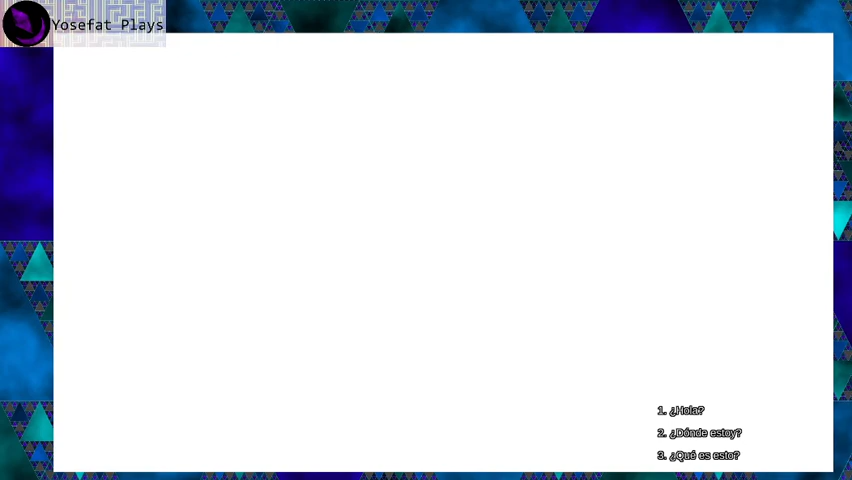 Yosefat Plays
1. ¿Hola?
2. ¿Dónde estoy?
3. ¿Qué es esto?